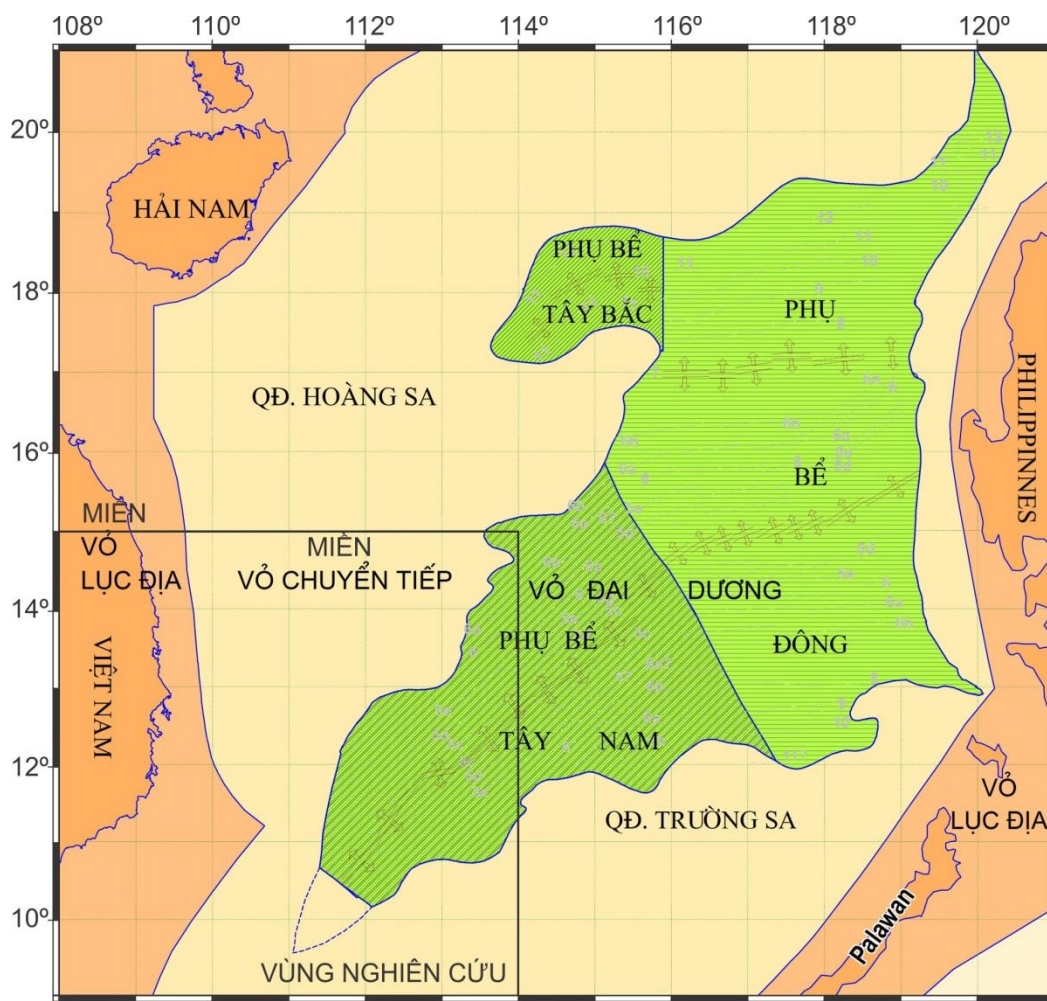 108º 110º 112º 114º 116º 118º 120º
20º
18º
16º
14º
12º
10º
HẢI NAM
PHỤ BỂ
TÂY BẮC
PHỤ
BỂ
ĐÔNG
QĐ. HOÀNG SA
PHILIPPINNES
MIỀN
VỎ
LỤC ĐỊA
MIỀN
VỎ CHUYỂN TIẾP
VỎ ĐẠI DƯƠNG
PHỤ BỂ
TÂY NAM
VIỆT NAM
QĐ. TRƯỜNG SA
VỎ
LỤC ĐỊA
Palawan
VÙNG NGHIÊN CỨU